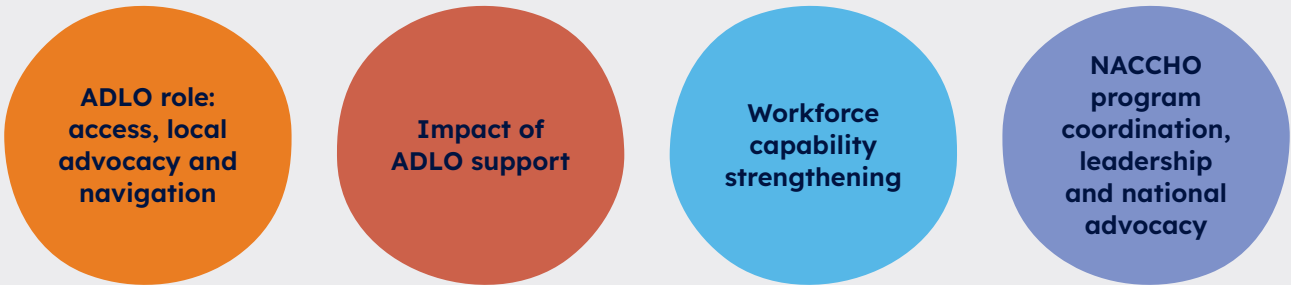 ADLO role:
access, local
advocacy and
navigation
Impact of
ADLO support
Workforce
capability
strengthening
NACCHO
program
coordination,
leadership
and national
advocacy